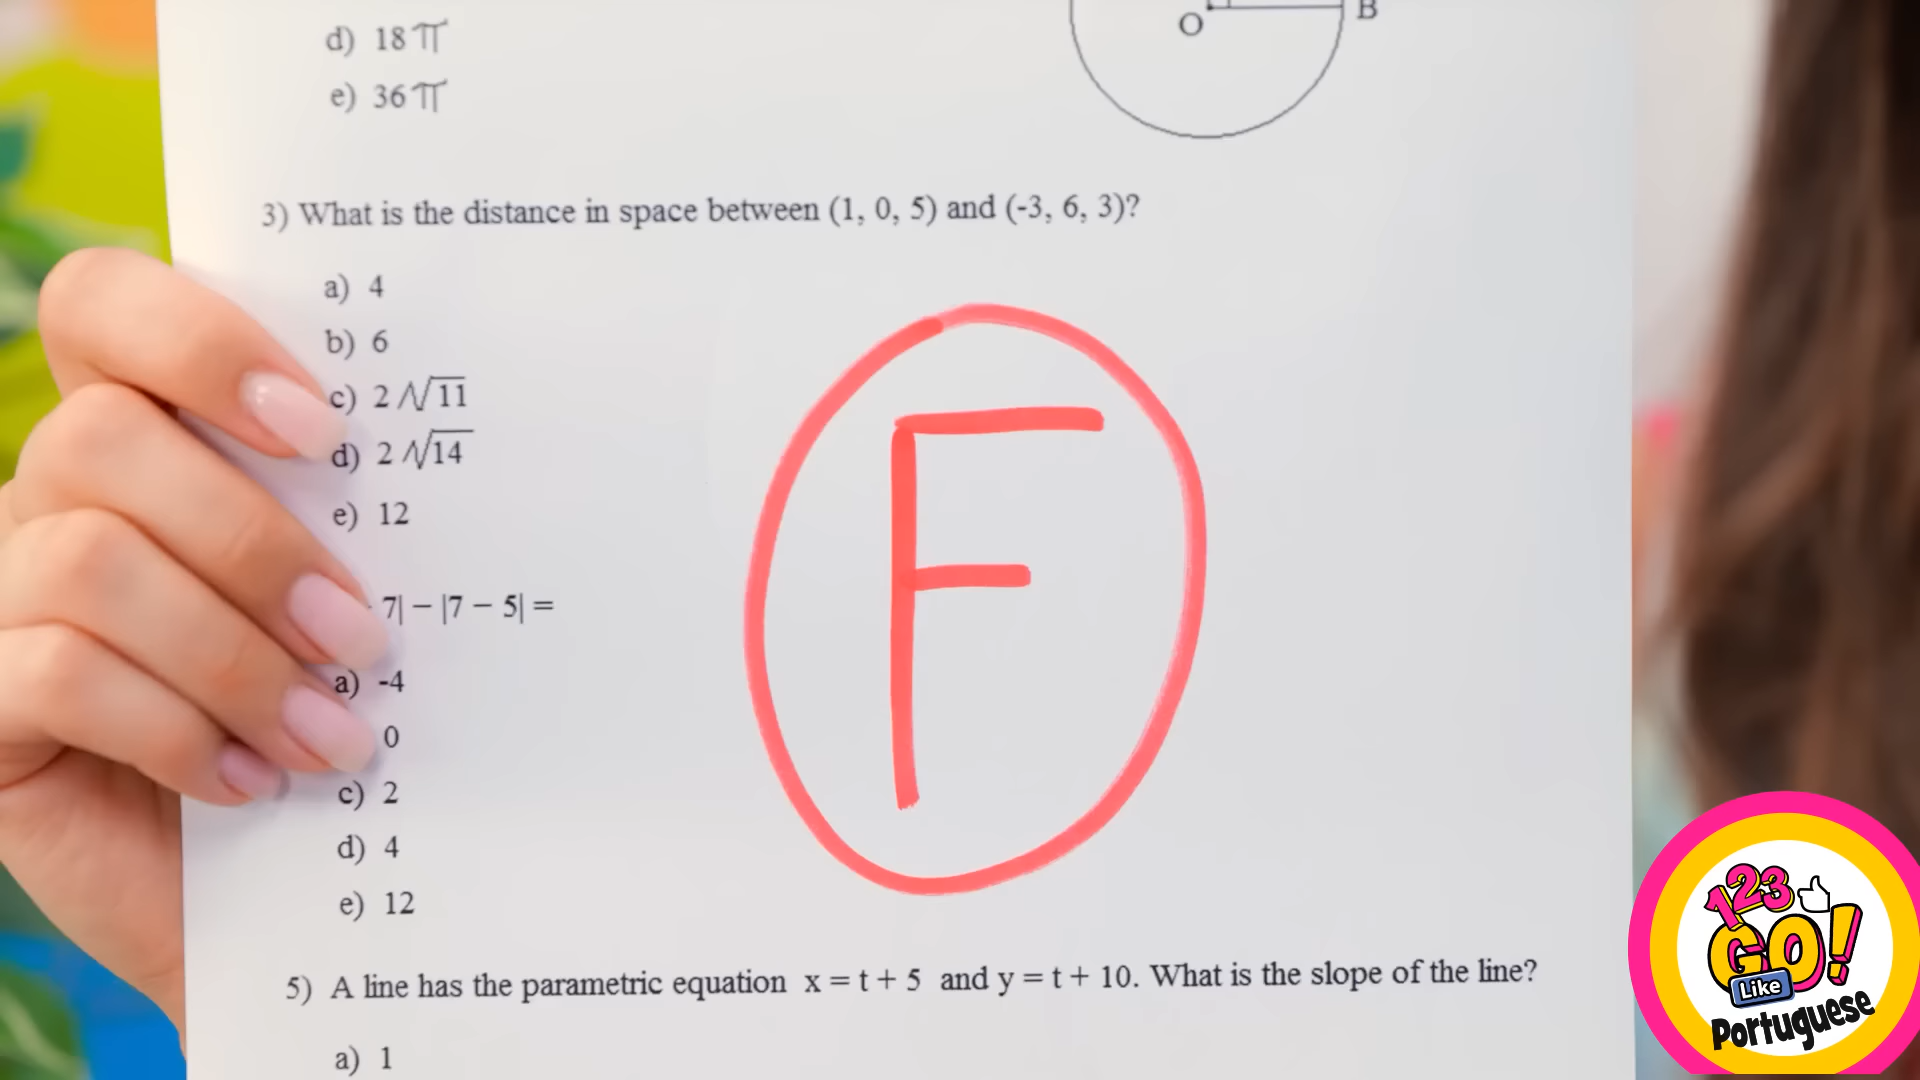 d) 18 π
O B
e) 36 π
3) What is the distance in space between (1, 0, 5) and (-3, 6, 3)?
a) 4
b) 6
c) 2 √11
d) 2 √14
e) 12
F
7| − |7 − 5| =
a) -4
0
c) 2
d) 4
e) 12
5) A line has the parametric equation x = t + 5 and y = t + 10. What is the slope of the line?
a) 1
123
GO!
Like
Portuguese